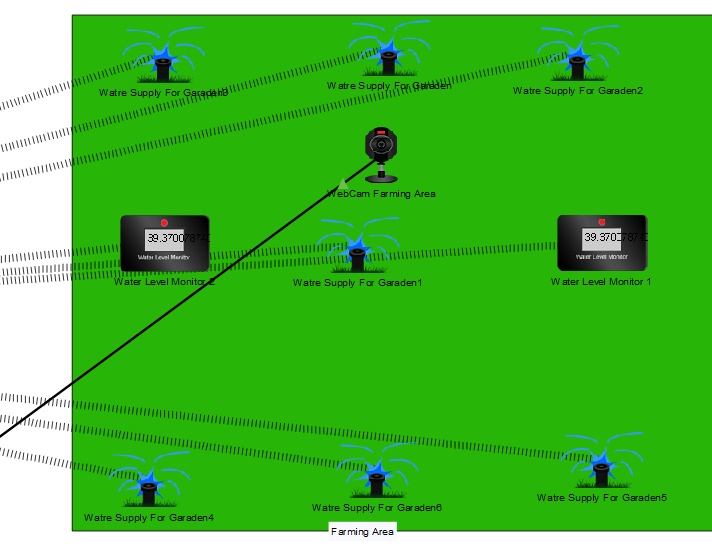 Watre Supply For Garaden3
Watre Supply For Garaden
Watre Supply For Garaden2
WebCam Farming Area
39.3700787402
Water Level Monitor
Water Level Monitor 2
Watre Supply For Garaden1
39.3700787402
Water Level Monitor
Water Level Monitor 1
Watre Supply For Garaden4
Watre Supply For Garaden6
Watre Supply For Garaden5
Farming Area